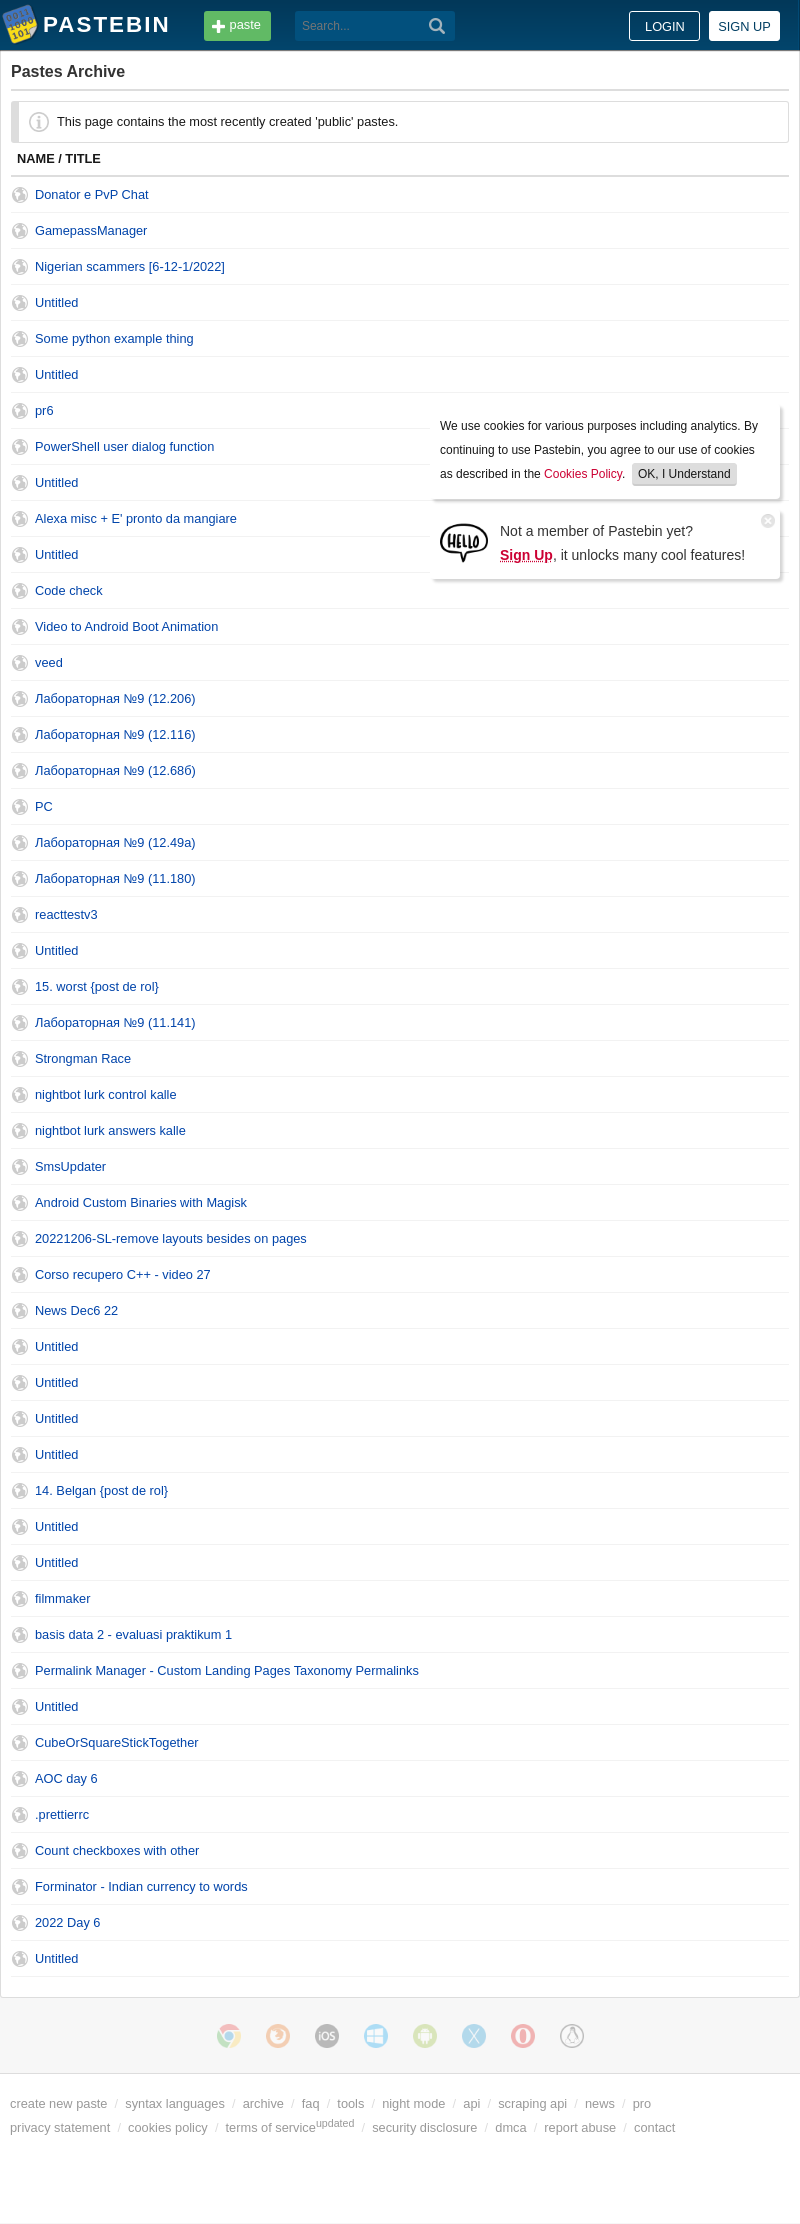 PASTEBIN paste Search... LOGIN SIGN UP
Pastes Archive
This page contains the most recently created 'public' pastes.
NAME / TITLE
Donator e PvP Chat
GamepassManager
Nigerian scammers [6-12-1/2022]
Untitled
Some python example thing
Untitled
pr6
PowerShell user dialog function
Untitled
Alexa misc + E' pronto da mangiare
Untitled
Code check
Video to Android Boot Animation
veed
Лабораторная №9 (12.206)
Лабораторная №9 (12.116)
Лабораторная №9 (12.68б)
PC
Лабораторная №9 (12.49а)
Лабораторная №9 (11.180)
reacttestv3
Untitled
15. worst {post de rol}
Лабораторная №9 (11.141)
Strongman Race
nightbot lurk control kalle
nightbot lurk answers kalle
SmsUpdater
Android Custom Binaries with Magisk
20221206-SL-remove layouts besides on pages
Corso recupero C++ - video 27
News Dec6 22
Untitled
Untitled
Untitled
Untitled
14. Belgan {post de rol}
Untitled
Untitled
filmmaker
basis data 2 - evaluasi praktikum 1
Permalink Manager - Custom Landing Pages Taxonomy Permalinks
Untitled
CubeOrSquareStickTogether
AOC day 6
.prettierrc
Count checkboxes with other
Forminator - Indian currency to words
2022 Day 6
Untitled
We use cookies for various purposes including analytics. By
continuing to use Pastebin, you agree to our use of cookies
as described in the Cookies Policy. OK, I Understand
HELLO
Not a member of Pastebin yet?
Sign Up, it unlocks many cool features!
iOS
create new paste / syntax languages / archive / faq / tools / night mode / api / scraping api / news / pro
privacy statement / cookies policy / terms of service updated / security disclosure / dmca / report abuse / contact